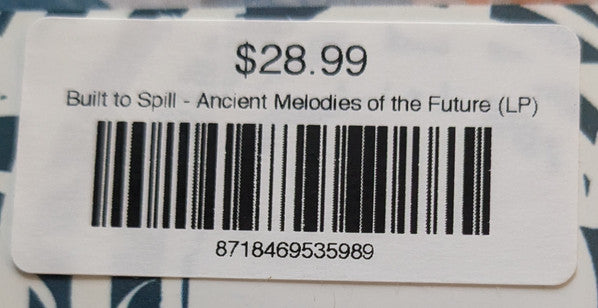 $28.99
Built to Spill - Ancient Melodies of the Future (LP)
8718469535989